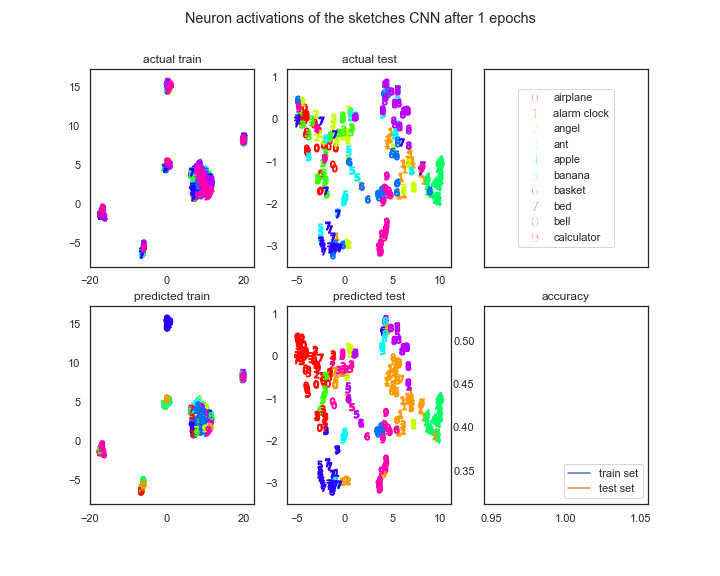 Neuron activations of the sketches CNN after 1 epochs
actual train
15
10
5
0
−5
−20
0
20
actual test
1
0
−1
−2
−3
−5
0
5
10
0 airplane
1 alarm clock
2 angel
3 ant
4 apple
5 banana
6 basket
7 bed
8 bell
9 calculator
predicted train
15
10
5
0
−5
−20
0
20
predicted test
1
0
−1
−2
−3
−5
0
5
10
accuracy
0.50
0.45
0.40
0.35
0.95
1.00
1.05
train set
test set